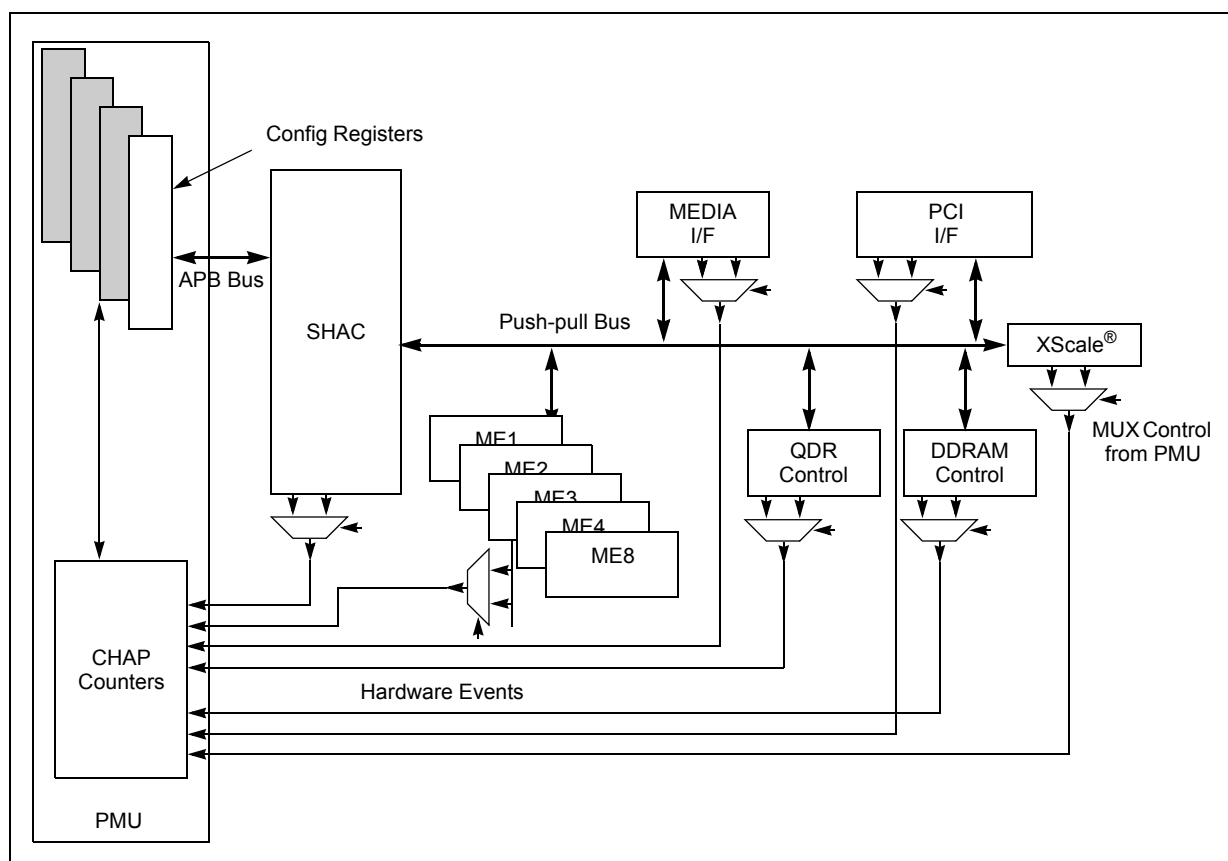 Config Registers
APB Bus
SHAC
MEDIA
I/F
PCI
I/F
Push-pull Bus
XScale®
MUX Control
from PMU
ME1
ME2
ME3
ME4
ME8
QDR
Control
DDRAM
Control
CHAP
Counters
Hardware Events
PMU